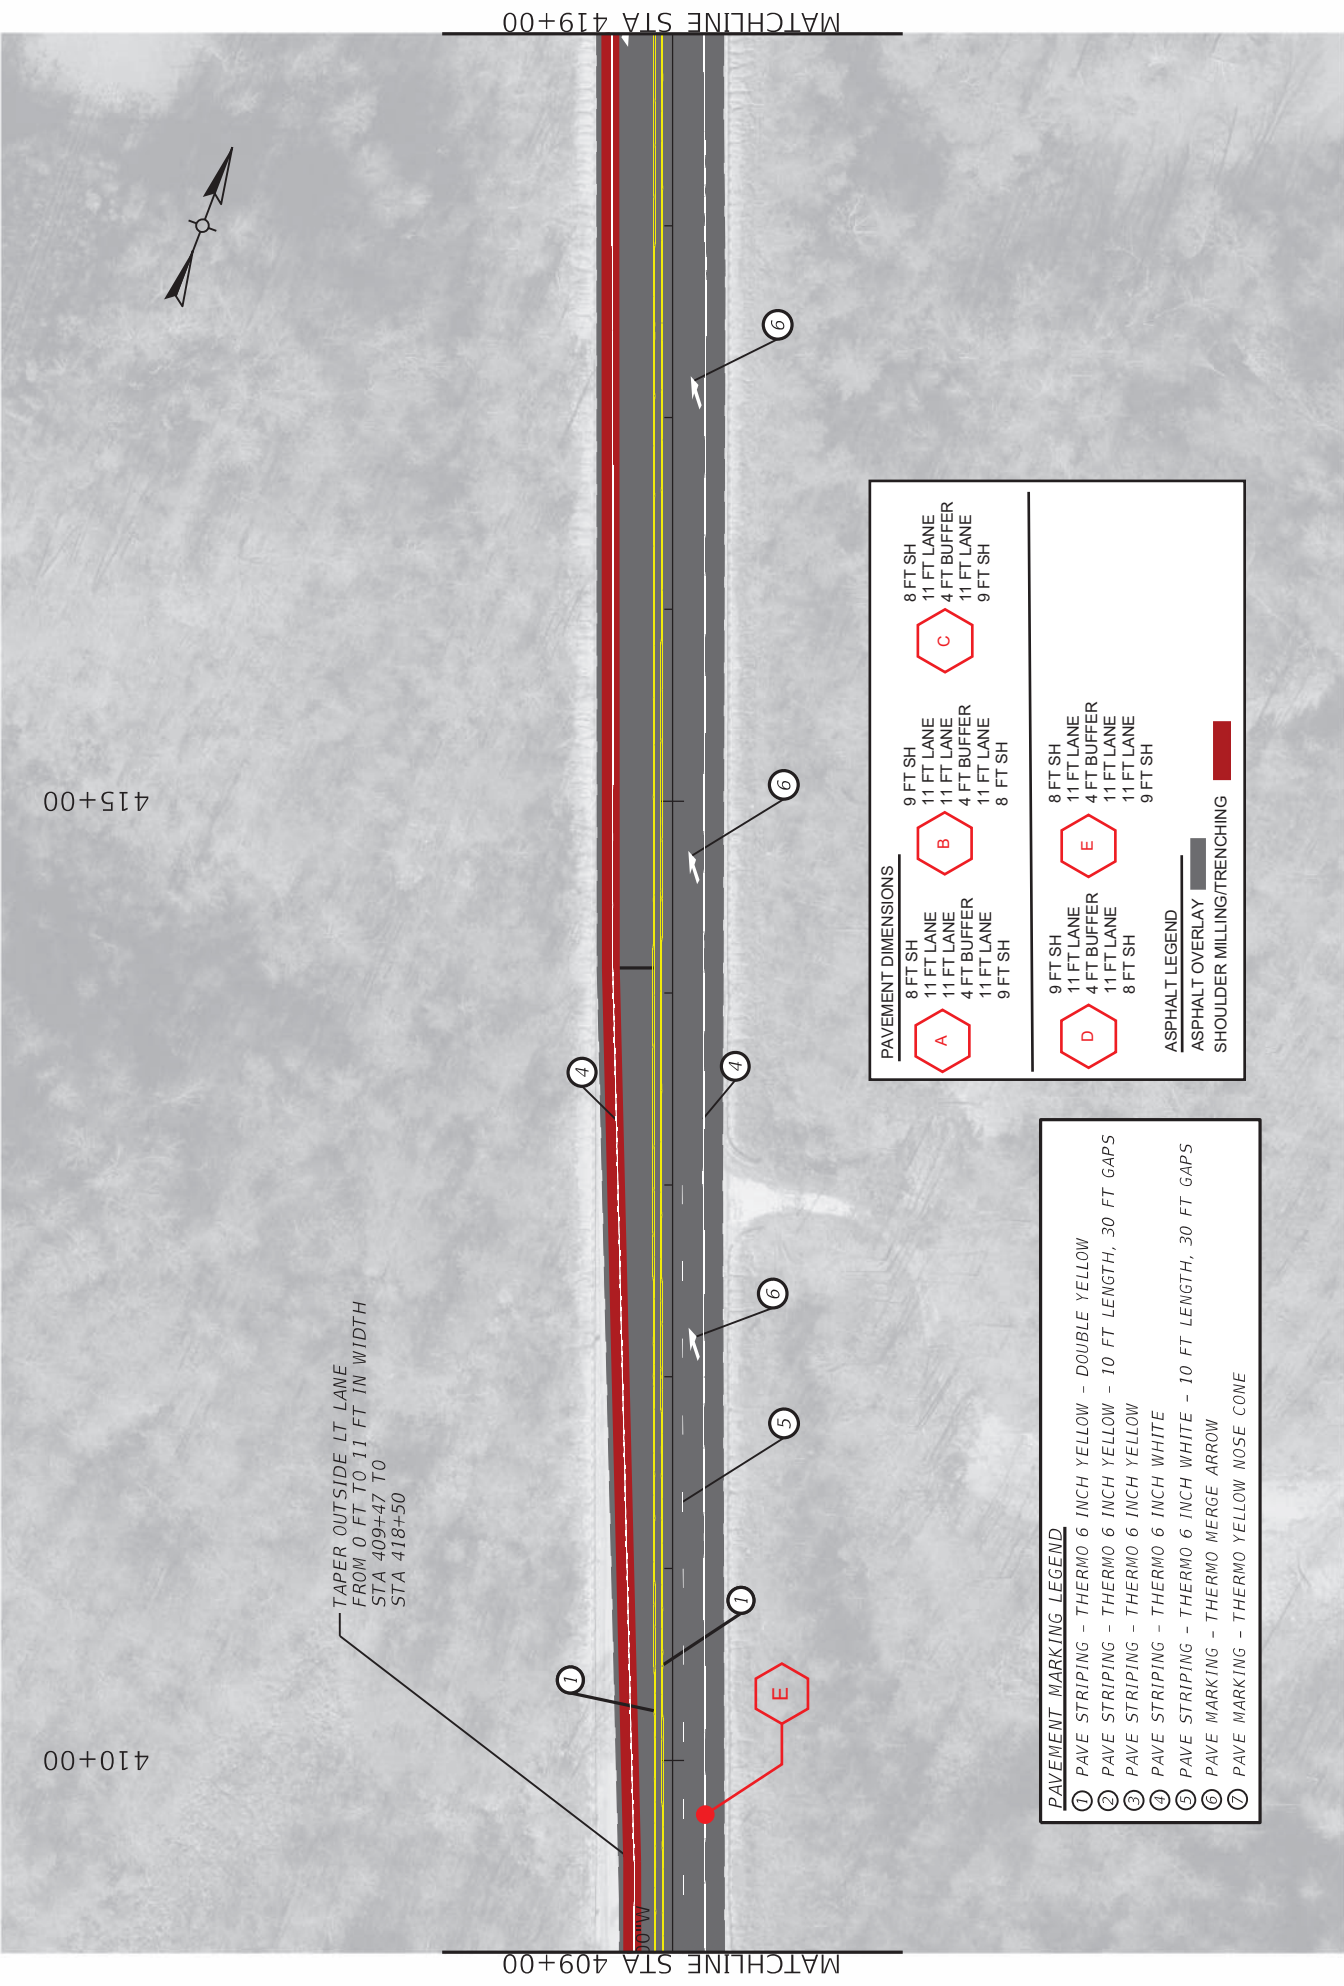 MATCHLINE STA 419+00
415+00
410+00
MATCHLINE STA 409+00
TAPER OUTSIDE LT LANE
FROM 0 FT TO 11 FT IN WIDTH
STA 409+47 TO
STA 418+50
00"W
1
1
5
6
4
4
6
6
E
PAVEMENT DIMENSIONS
A
8 FT SH
11 FT LANE
11 FT LANE
4 FT BUFFER
11 FT LANE
9 FT SH
B
9 FT SH
11 FT LANE
11 FT LANE
4 FT BUFFER
11 FT LANE
8 FT SH
C
8 FT SH
11 FT LANE
4 FT BUFFER
11 FT LANE
9 FT SH
D
9 FT SH
11 FT LANE
4 FT BUFFER
11 FT LANE
8 FT SH
E
8 FT SH
11 FT LANE
4 FT BUFFER
11 FT LANE
11 FT LANE
9 FT SH
ASPHALT LEGEND
ASPHALT OVERLAY
SHOULDER MILLING/TRENCHING
PAVEMENT MARKING LEGEND
1 PAVE STRIPING - THERMO 6 INCH YELLOW - DOUBLE YELLOW
2 PAVE STRIPING - THERMO 6 INCH YELLOW - 10 FT LENGTH, 30 FT GAPS
3 PAVE STRIPING - THERMO 6 INCH YELLOW
4 PAVE STRIPING - THERMO 6 INCH WHITE
5 PAVE STRIPING - THERMO 6 INCH WHITE - 10 FT LENGTH, 30 FT GAPS
6 PAVE MARKING - THERMO MERGE ARROW
7 PAVE MARKING - THERMO YELLOW NOSE CONE